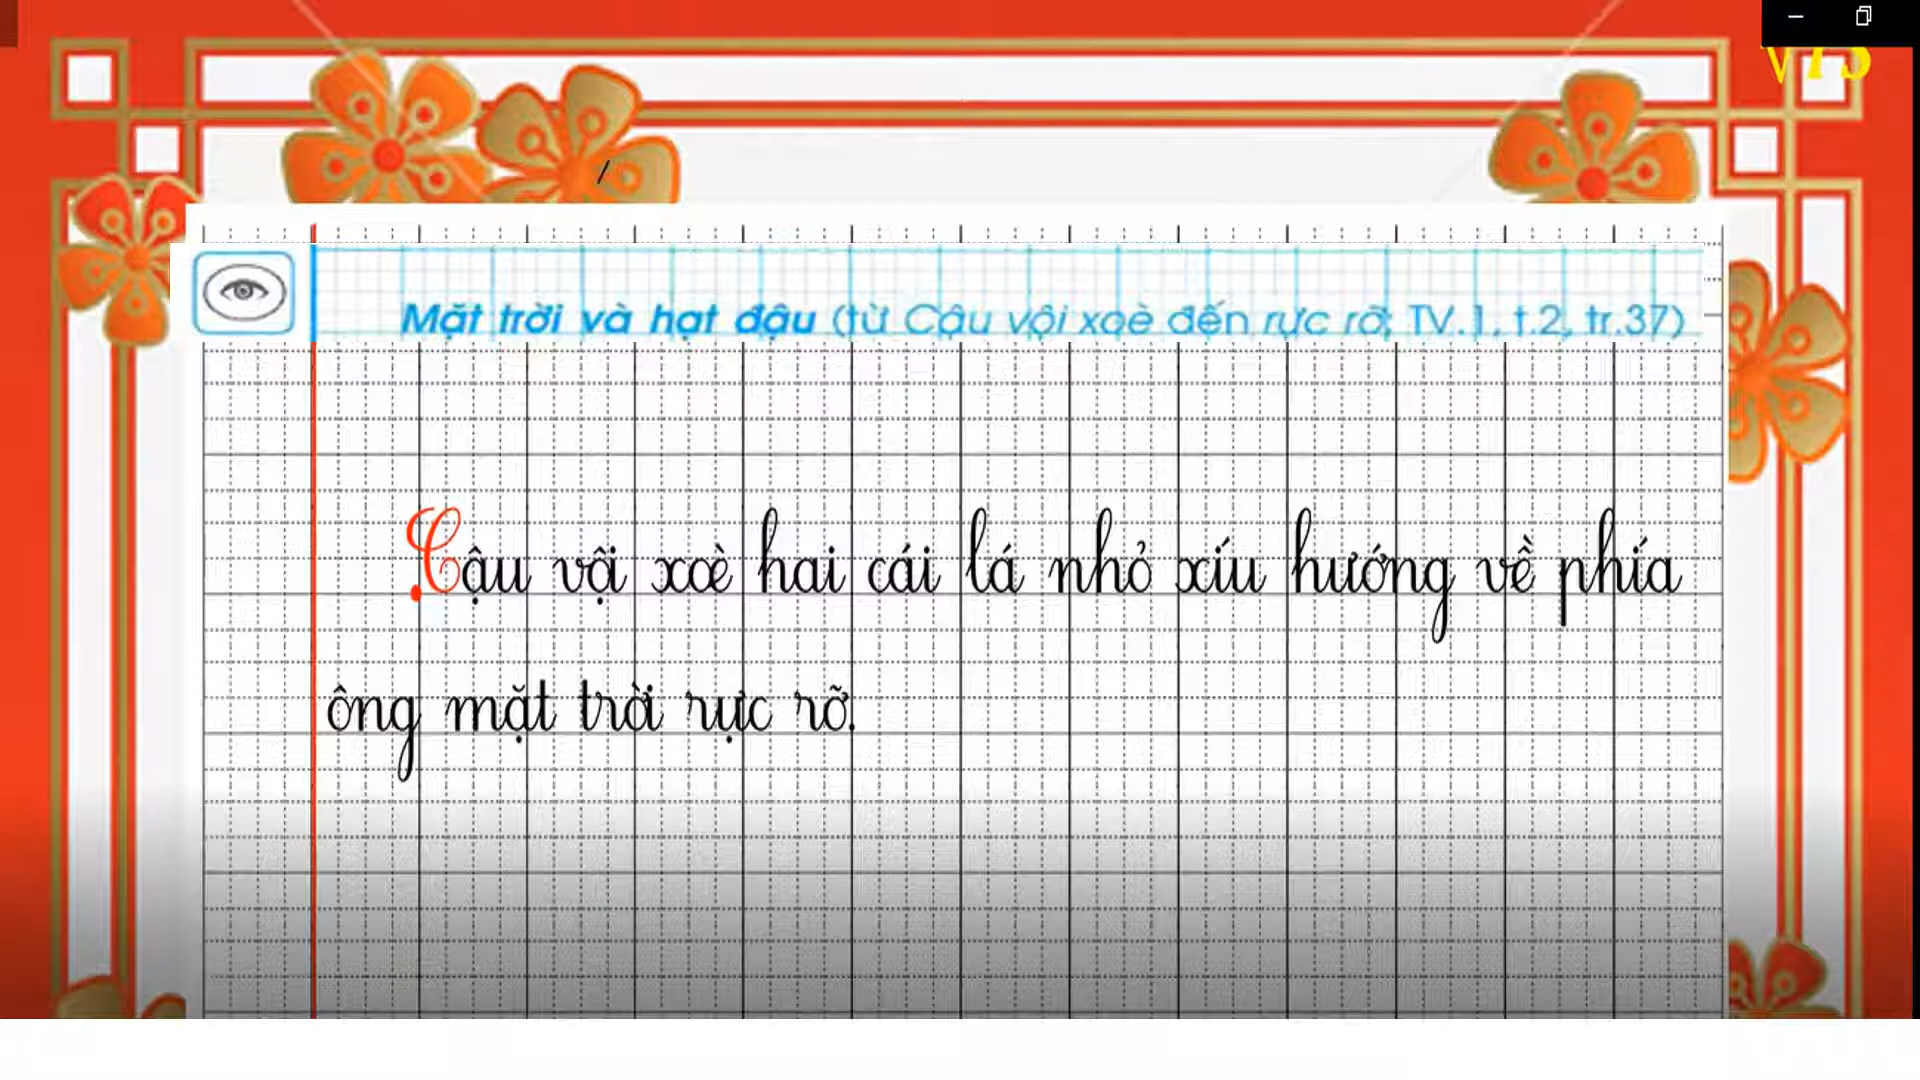 VTS
Mặt trời và hạt đậu (từ Cậu vội xoè đến rực rỡ, TV.1, t.2, tr.37)
Cậu vội xoè hai cái lá nhỏ xíu hướng về phía
ông mặt trời rực rỡ.